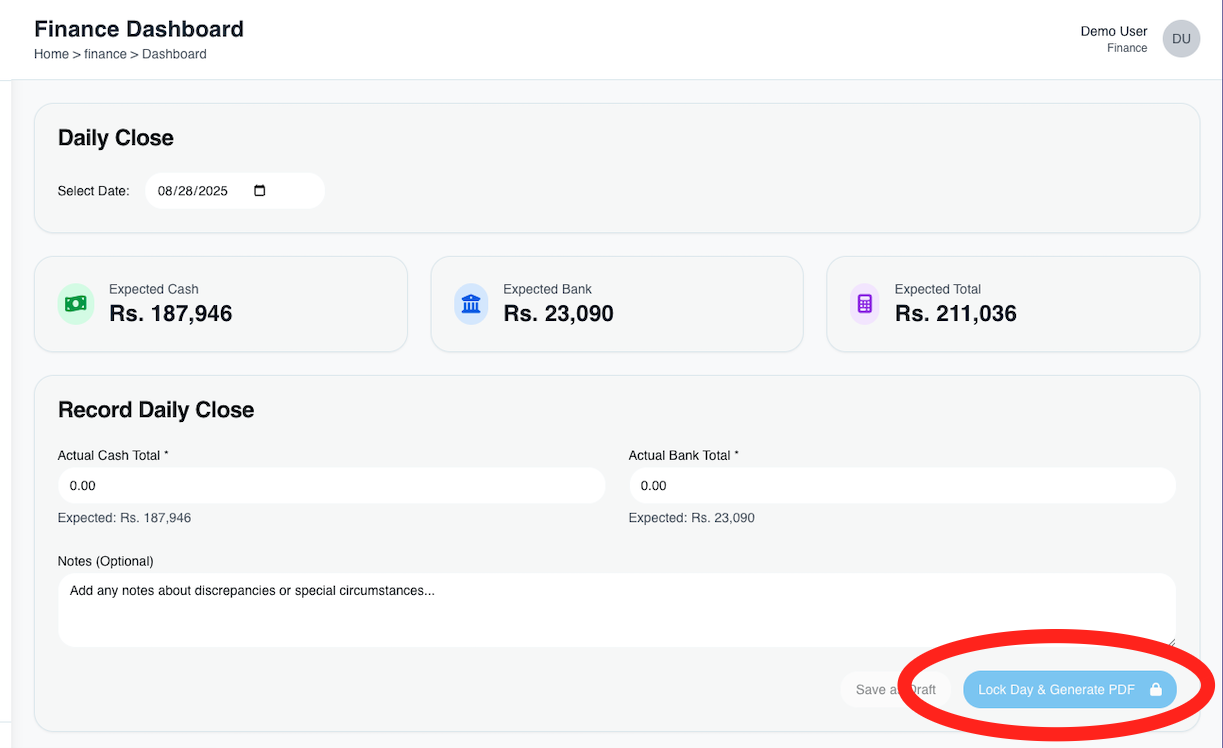 Finance Dashboard
Home > finance > Dashboard
Demo User
Finance
DU
Daily Close
Select Date:
08/28/2025
Expected Cash
Rs. 187,946
Expected Bank
Rs. 23,090
Expected Total
Rs. 211,036
Record Daily Close
Actual Cash Total *
0.00
Expected: Rs. 187,946
Actual Bank Total *
0.00
Expected: Rs. 23,090
Notes (Optional)
Add any notes about discrepancies or special circumstances...
Save as Draft
Lock Day & Generate PDF